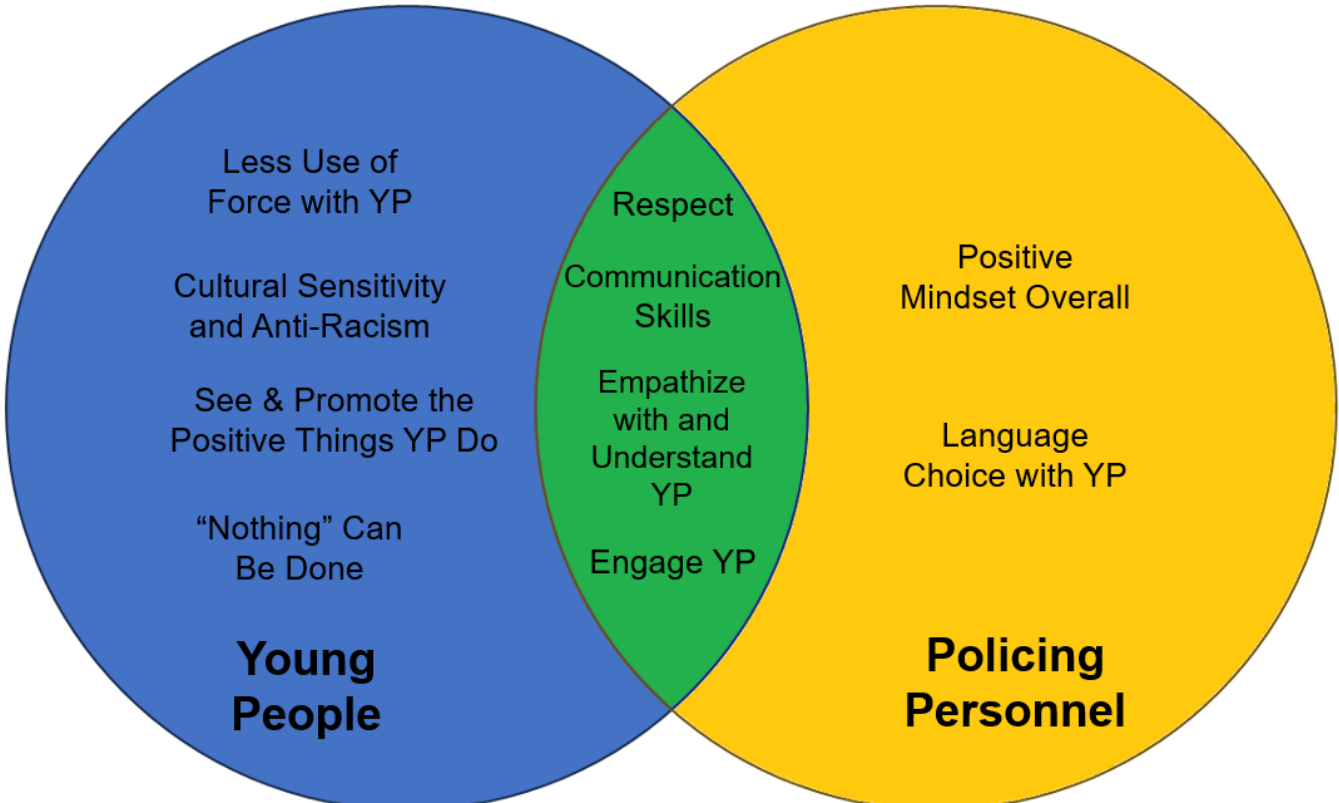 Less Use of
Force with YP
Cultural Sensitivity
and Anti-Racism
See & Promote the
Positive Things YP Do
“Nothing” Can
Be Done
Young
People
Respect
Communication
Skills
Empathize
with and
Understand
YP
Engage YP
Positive
Mindset Overall
Language
Choice with YP
Policing
Personnel